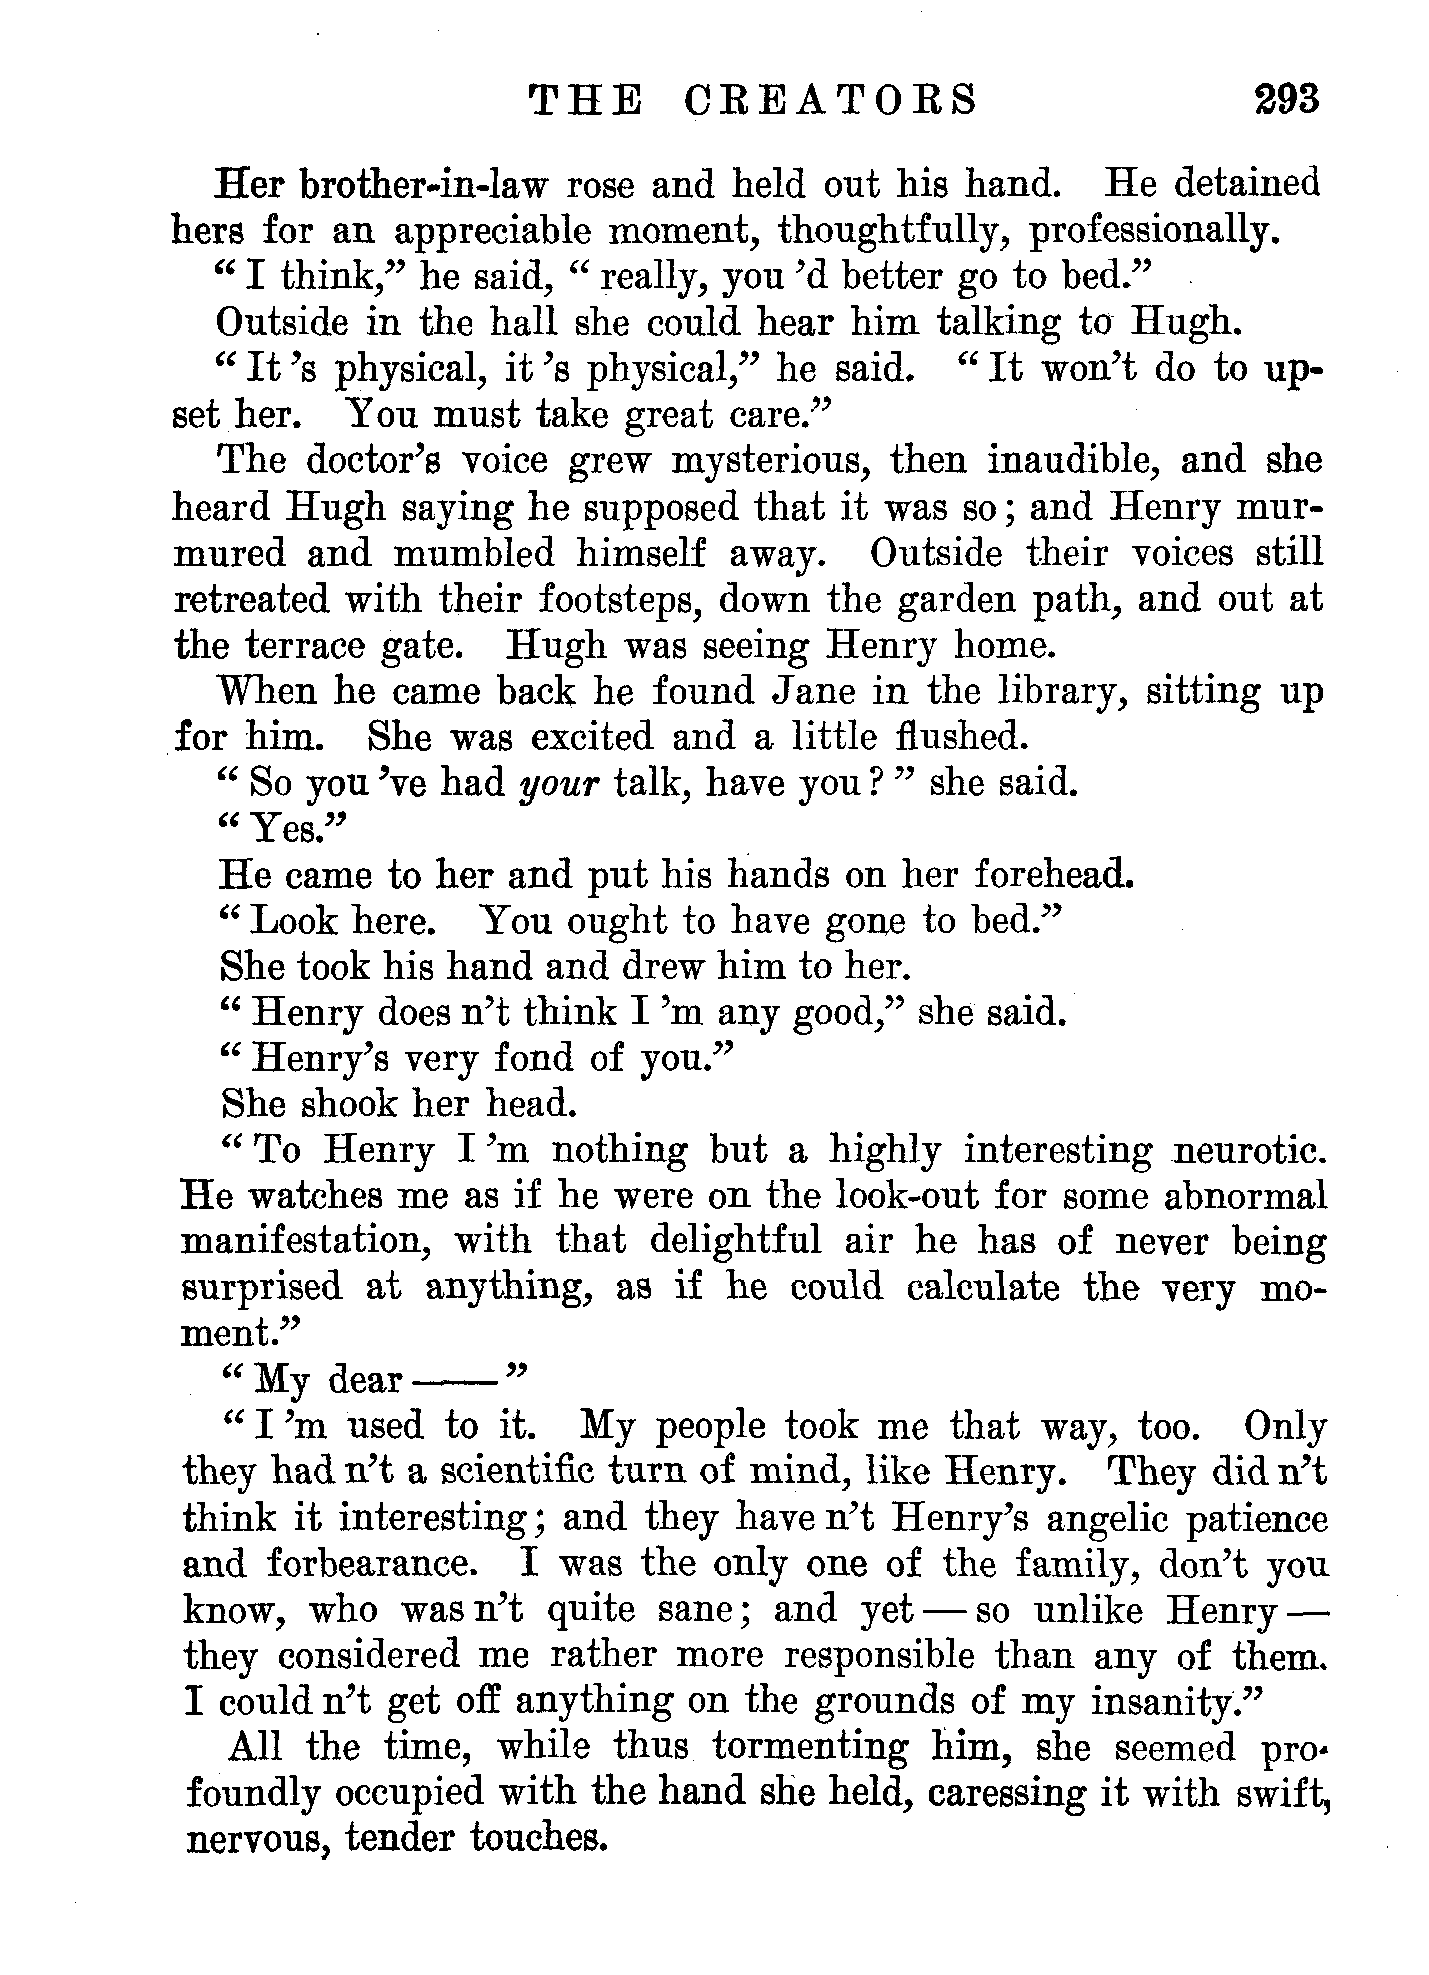 THE CREATORS 293
Her brother-in-law rose and held out his hand. He detained
hers for an appreciable moment, thoughtfully, professionally.
“ I think,” he said, “ really, you ’d better go to bed.”
Outside in the hall she could hear him talking to Hugh.
“ It ’s physical, it ’s physical,” he said. “ It won’t do to up-
set her. You must take great care.”
The doctor’s voice grew mysterious, then inaudible, and she
heard Hugh saying he supposed that it was so; and Henry mur-
mured and mumbled himself away. Outside their voices still
retreated with their footsteps, down the garden path, and out at
the terrace gate. Hugh was seeing Henry home.
When he came back he found Jane in the library, sitting up
for him. She was excited and a little flushed.
“ So you ’ve had your talk, have you? ” she said.
“ Yes.”
He came to her and put his hands on her forehead.
“ Look here. You ought to have gone to bed.”
She took his hand and drew him to her.
“ Henry does n’t think I ’m any good,” she said.
“ Henry’s very fond of you.”
She shook her head.
“ To Henry I ’m nothing but a highly interesting neurotic.
He watches me as if he were on the look-out for some abnormal
manifestation, with that delightful air he has of never being
surprised at anything, as if he could calculate the very mo-
ment.”
“ My dear —— ”
“ I ’m used to it. My people took me that way, too. Only
they had n’t a scientific turn of mind, like Henry. They did n’t
think it interesting; and they have n’t Henry’s angelic patience
and forbearance. I was the only one of the family, don’t you
know, who was n’t quite sane; and yet — so unlike Henry —
they considered me rather more responsible than any of them.
I could n’t get off anything on the grounds of my insanity.”
All the time, while thus tormenting him, she seemed pro-
foundly occupied with the hand she held, caressing it with swift,
nervous, tender touches.